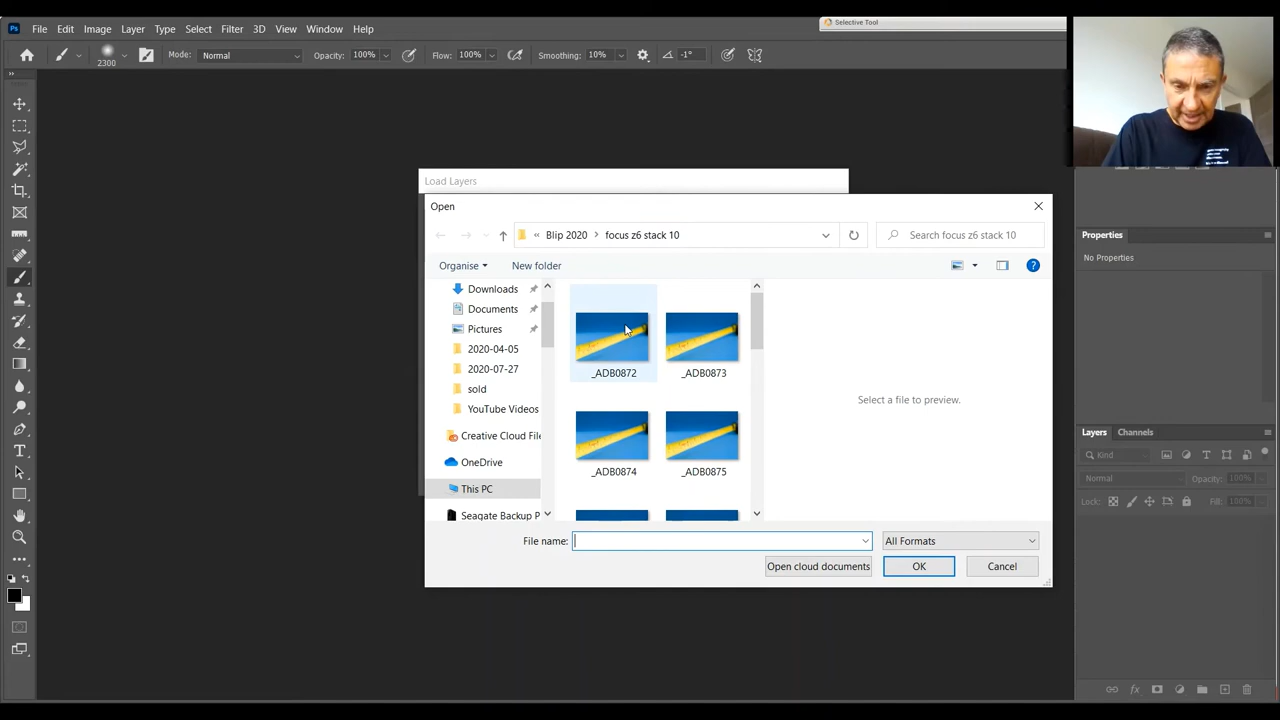 Ps File Edit Image Layer Type Select Filter 3D View Window Help
Selective Tool
2300 Mode: Normal Opacity: 100% Flow: 100% Smoothing: 10% -1°
Load Layers
Open
« Blip 2020 > focus z6 stack 10 Search focus z6 stack 10
Organise New folder
Downloads
Documents
Pictures
2020-04-05
2020-07-27
sold
YouTube Videos
Creative Cloud File
OneDrive
This PC
Seagate Backup P
_ADB0872 _ADB0873
_ADB0874 _ADB0875
Select a file to preview.
File name: All Formats
Open cloud documents OK Cancel
Properties
No Properties
Layers Channels
Kind
Normal Opacity: 100%
Lock: Fill: 100%